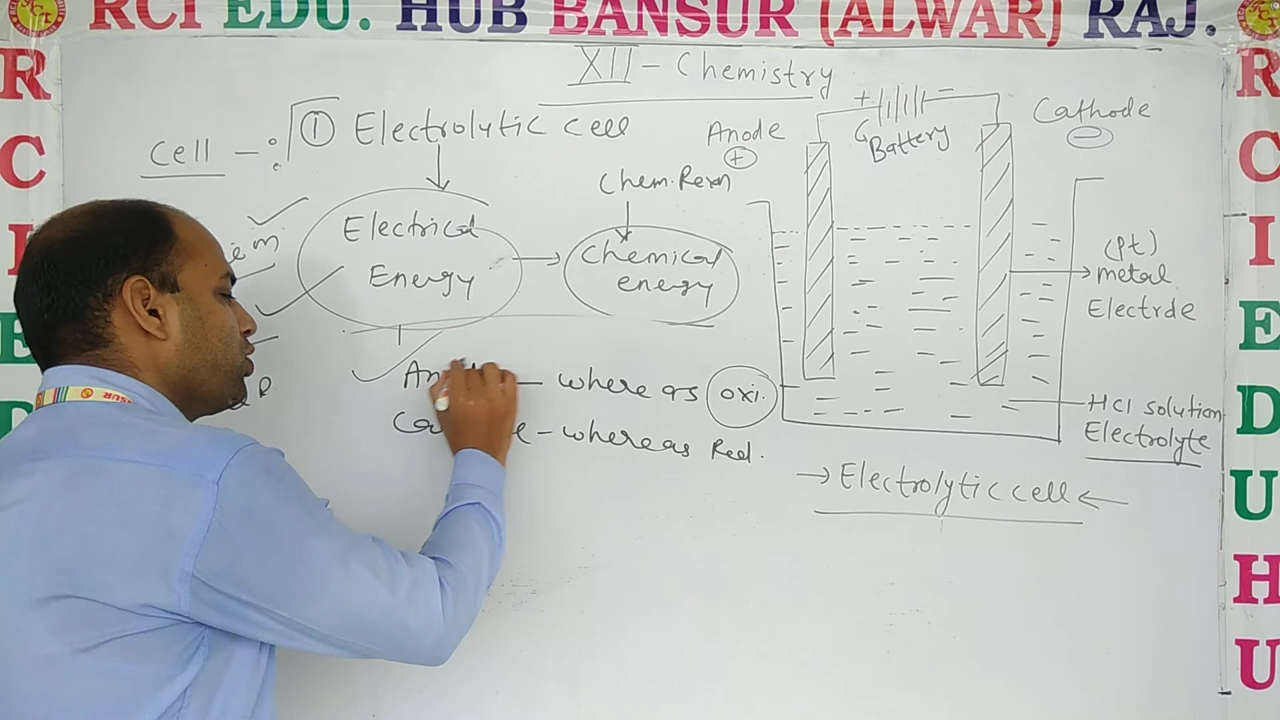 RCI EDU. HUB BANSUR (ALWAR) RAJ.
R
C
I
E
D
R
C
I
E
D
U
H
U
XII - Chemistry
Cell -:
① Electrolytic cell
Electrical
Energy
Chem. Rexn
Chemical
energy
where as oxi.
whereas Red.
Anode
+
+ -
Battery
Cathode
-
(Pt)
metal
Electrde
HCl solution
Electrolyte
→ Electrolytic cell ←